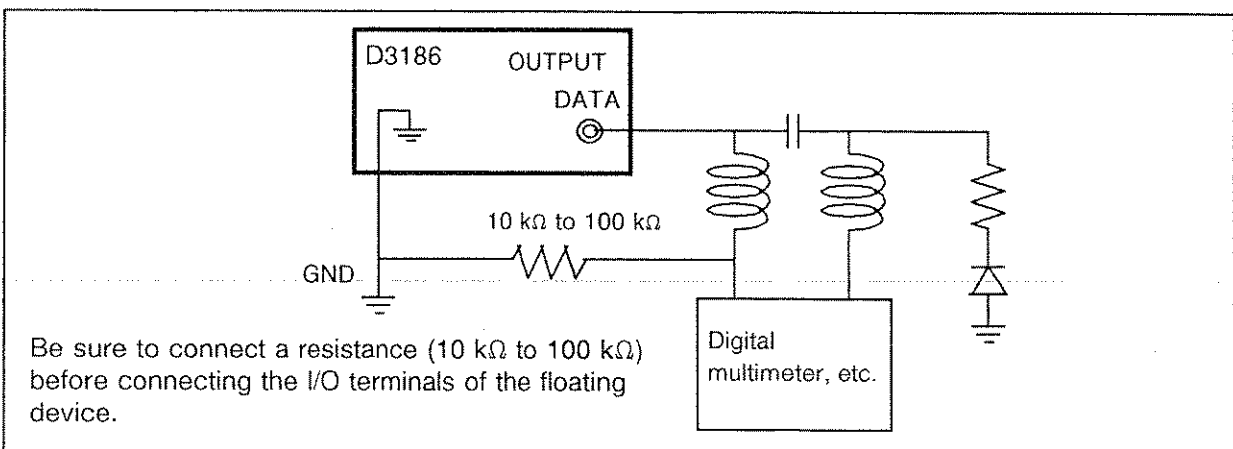 D3186
OUTPUT
DATA
10 kΩ to 100 kΩ
GND
Be sure to connect a resistance (10 kΩ to 100 kΩ)
before connecting the I/O terminals of the floating
device.
Digital
multimeter, etc.